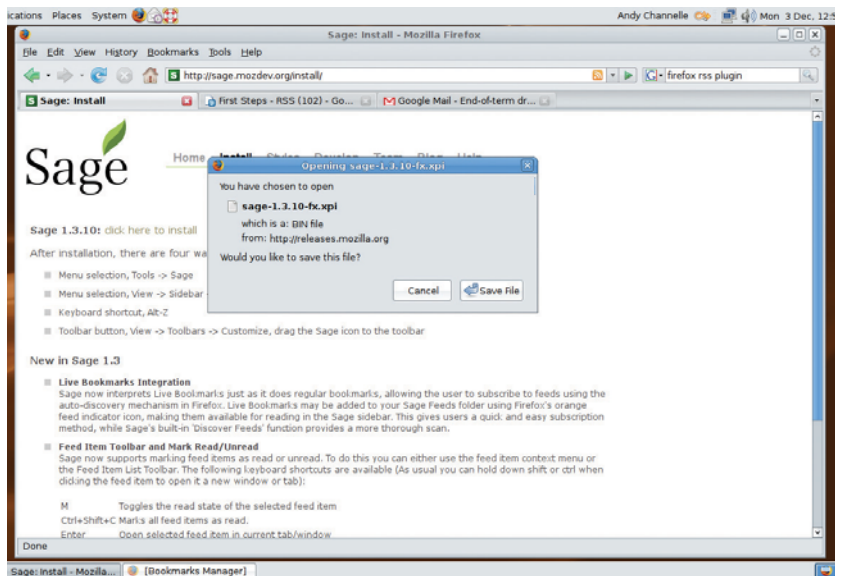 ications Places System Andy Channelle Mon 3 Dec, 12:5
Sage: Install - Mozilla Firefox
File Edit View History Bookmarks Tools Help
http://sage.mozdev.org/install/ firefox rss plugin
Sage: Install First Steps - RSS (102) - Go... Google Mail - End-of-term dr...
Sage
Home Install Styles Develop Team Blog Help
Opening sage-1.3.10-fx.xpi
You have chosen to open
sage-1.3.10-fx.xpi
which is a: BIN file
from: http://releases.mozilla.org
Would you like to save this file?
Cancel Save File
Sage 1.3.10: click here to install
After installation, there are four wa
Menu selection, Tools -> Sage
Menu selection, View -> Sidebar
Keyboard shortcut, Alt-Z
Toolbar button, View -> Toolbars -> Customize, drag the Sage icon to the toolbar
New in Sage 1.3
Live Bookmarks Integration
Sage now interprets Live Bookmarks just as it does regular bookmarks, allowing the user to subscribe to feeds using the
auto-discovery mechanism in Firefox. Live Bookmarks may be added to your Sage Feeds folder using Firefox's orange
feed indicator icon, making them available for reading in the Sage sidebar. This gives users a quick and easy subscription
method, while Sage's built-in 'Discover Feeds' function provides a more thorough scan.
Feed Item Toolbar and Mark Read/Unread
Sage now supports marking feed items as read or unread. To do this you can either use the feed item context menu or
the Feed Item List Toolbar. The following keyboard shortcuts are available (As usual you can hold down shift or ctrl when
clicking the feed item to open it a new window or tab):
M Toggles the read state of the selected feed item
Ctrl+Shift+C Marks all feed items as read.
Enter Open selected feed item in current tab/window
Done
Sage: Install - Mozilla... [Bookmarks Manager]